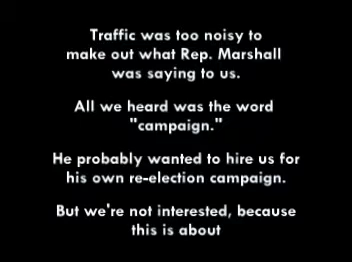 Traffic was too noisy to
make out what Rep. Marshall
was saying to us.
All we heard was the word
"campaign."
He probably wanted to hire us for
his own re-election campaign.
But we're not interested, because
this is about